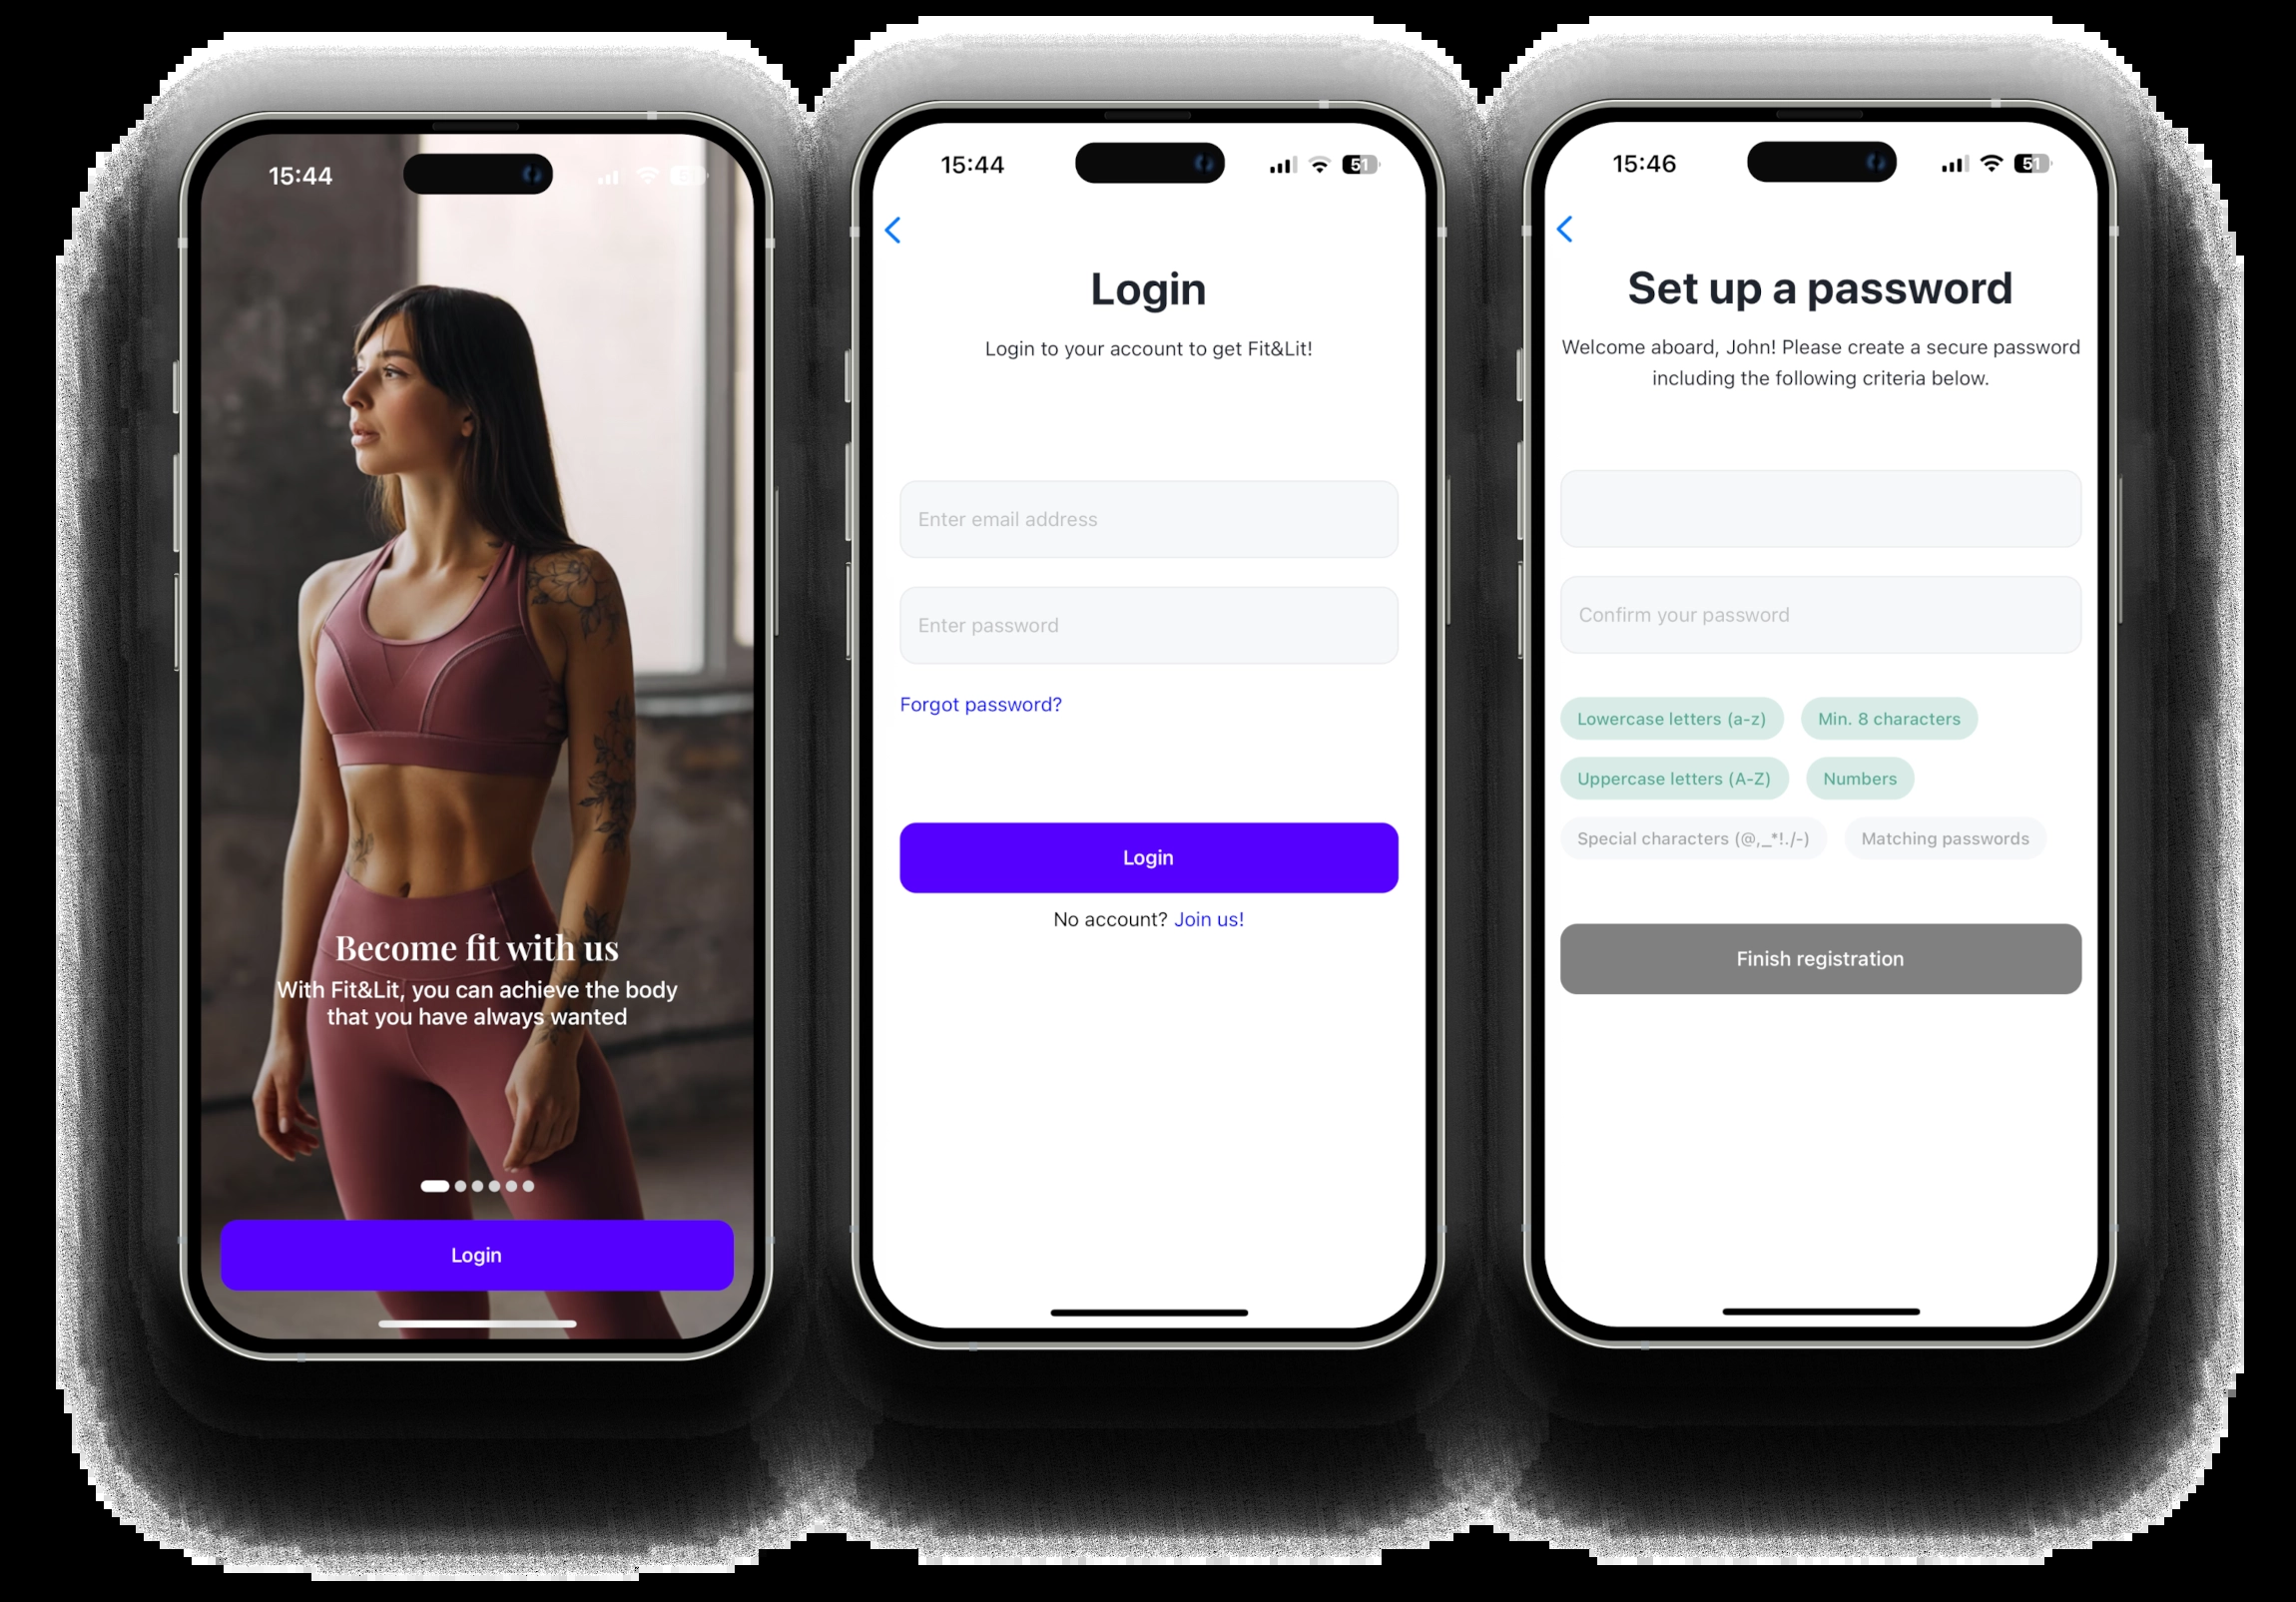 15:44
51
Become fit with us
With Fit&Lit, you can achieve the body
that you have always wanted
Login
15:44
51
Login
Login to your account to get Fit&Lit!
Enter email address
Enter password
Forgot password?
Login
No account? Join us!
15:46
51
Set up a password
Welcome aboard, John! Please create a secure password
including the following criteria below.
Confirm your password
Lowercase letters (a-z) Min. 8 characters
Uppercase letters (A-Z) Numbers
Special characters (@,_*!./-) Matching passwords
Finish registration